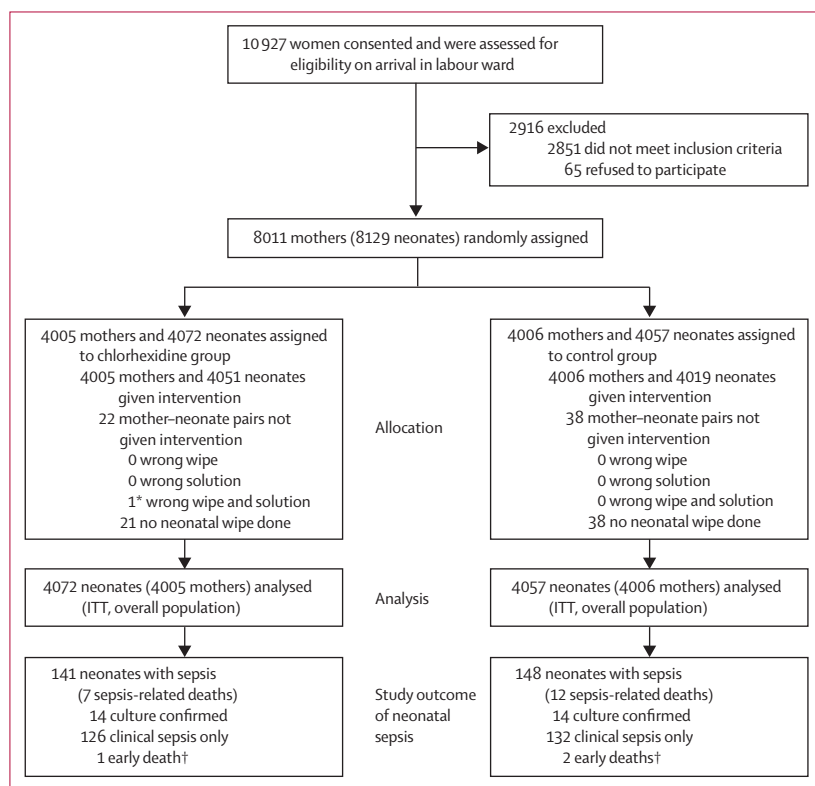 10 927 women consented and were assessed for
eligibility on arrival in labour ward
2916 excluded
2851 did not meet inclusion criteria
65 refused to participate
8011 mothers (8129 neonates) randomly assigned
4005 mothers and 4072 neonates assigned
to chlorhexidine group
4005 mothers and 4051 neonates
given intervention
22 mother–neonate pairs not
given intervention
0 wrong wipe
0 wrong solution
1* wrong wipe and solution
21 no neonatal wipe done
Allocation
4006 mothers and 4057 neonates assigned
to control group
4006 mothers and 4019 neonates
given intervention
38 mother–neonate pairs not
given intervention
0 wrong wipe
0 wrong solution
0 wrong wipe and solution
38 no neonatal wipe done
4072 neonates (4005 mothers) analysed
(ITT, overall population)
Analysis
4057 neonates (4006 mothers) analysed
(ITT, overall population)
141 neonates with sepsis
(7 sepsis-related deaths)
14 culture confirmed
126 clinical sepsis only
1 early death†
Study outcome
of neonatal
sepsis
148 neonates with sepsis
(12 sepsis-related deaths)
14 culture confirmed
132 clinical sepsis only
2 early deaths†